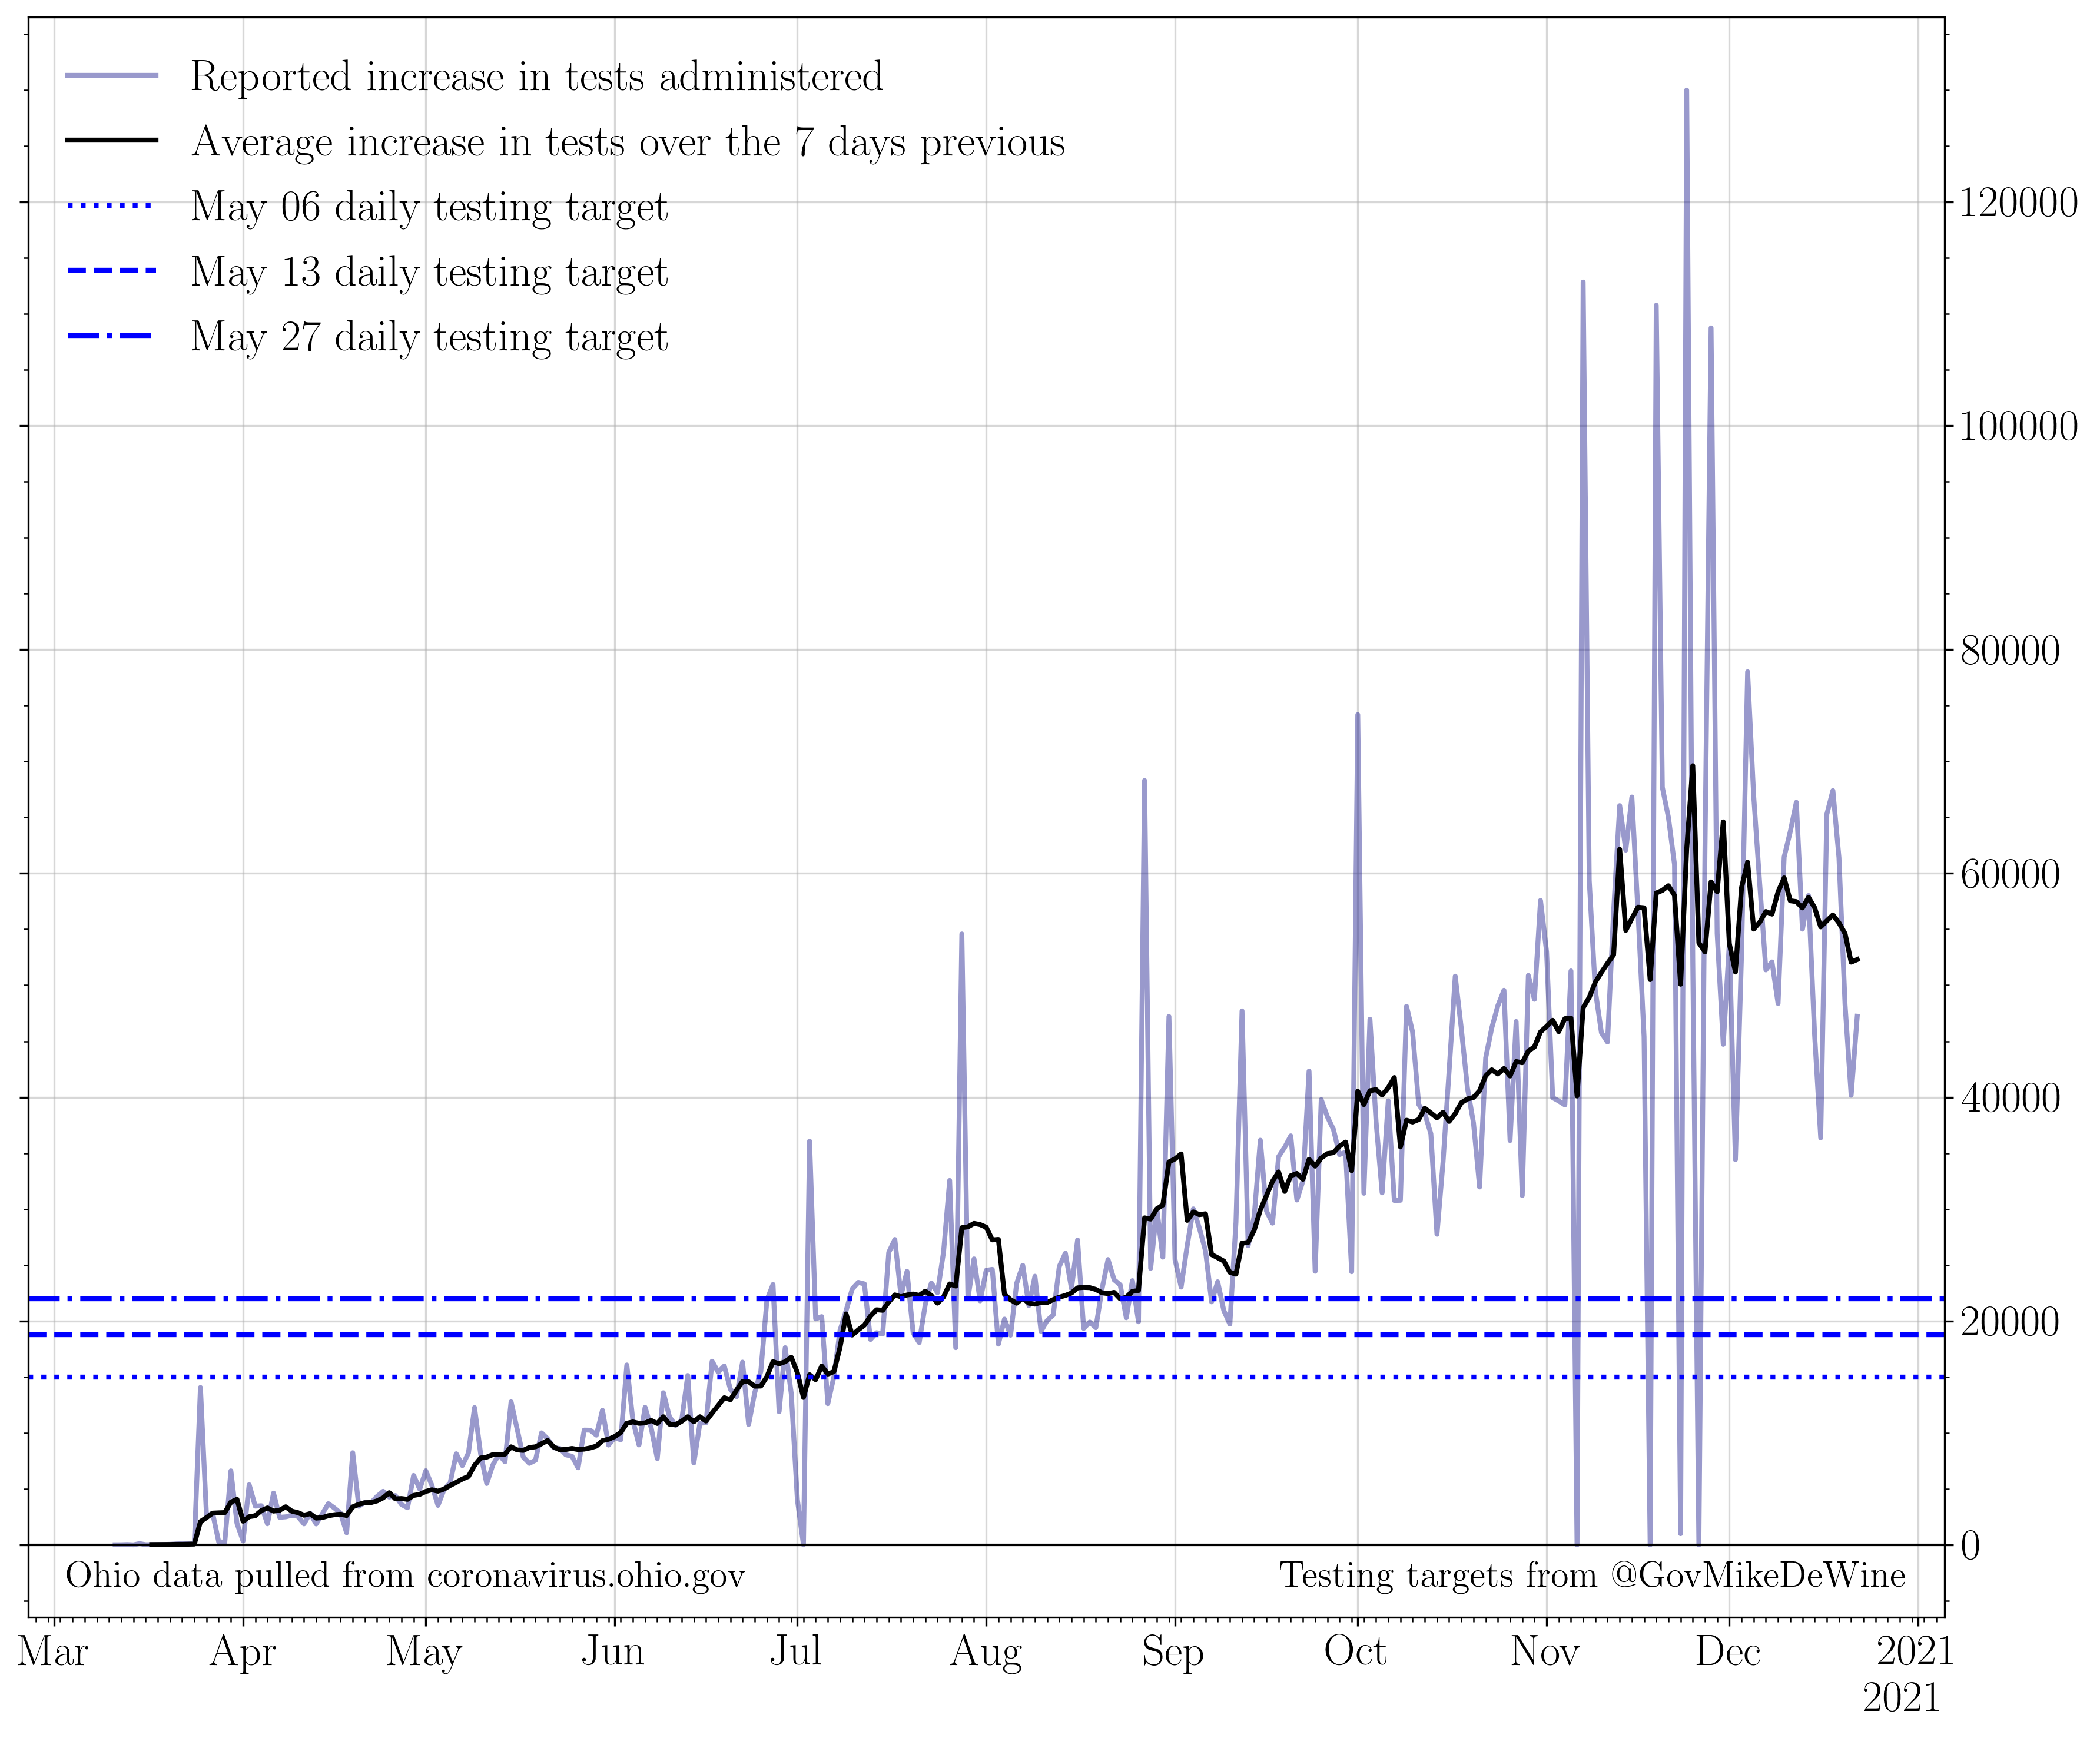 Reported increase in tests administered
Average increase in tests over the 7 days previous
May 06 daily testing target
May 13 daily testing target
May 27 daily testing target
120000
100000
80000
60000
40000
20000
0
Ohio data pulled from coronavirus.ohio.gov
Testing targets from @GovMikeDeWine
Mar Apr May Jun Jul Aug Sep Oct Nov Dec 2021
2021